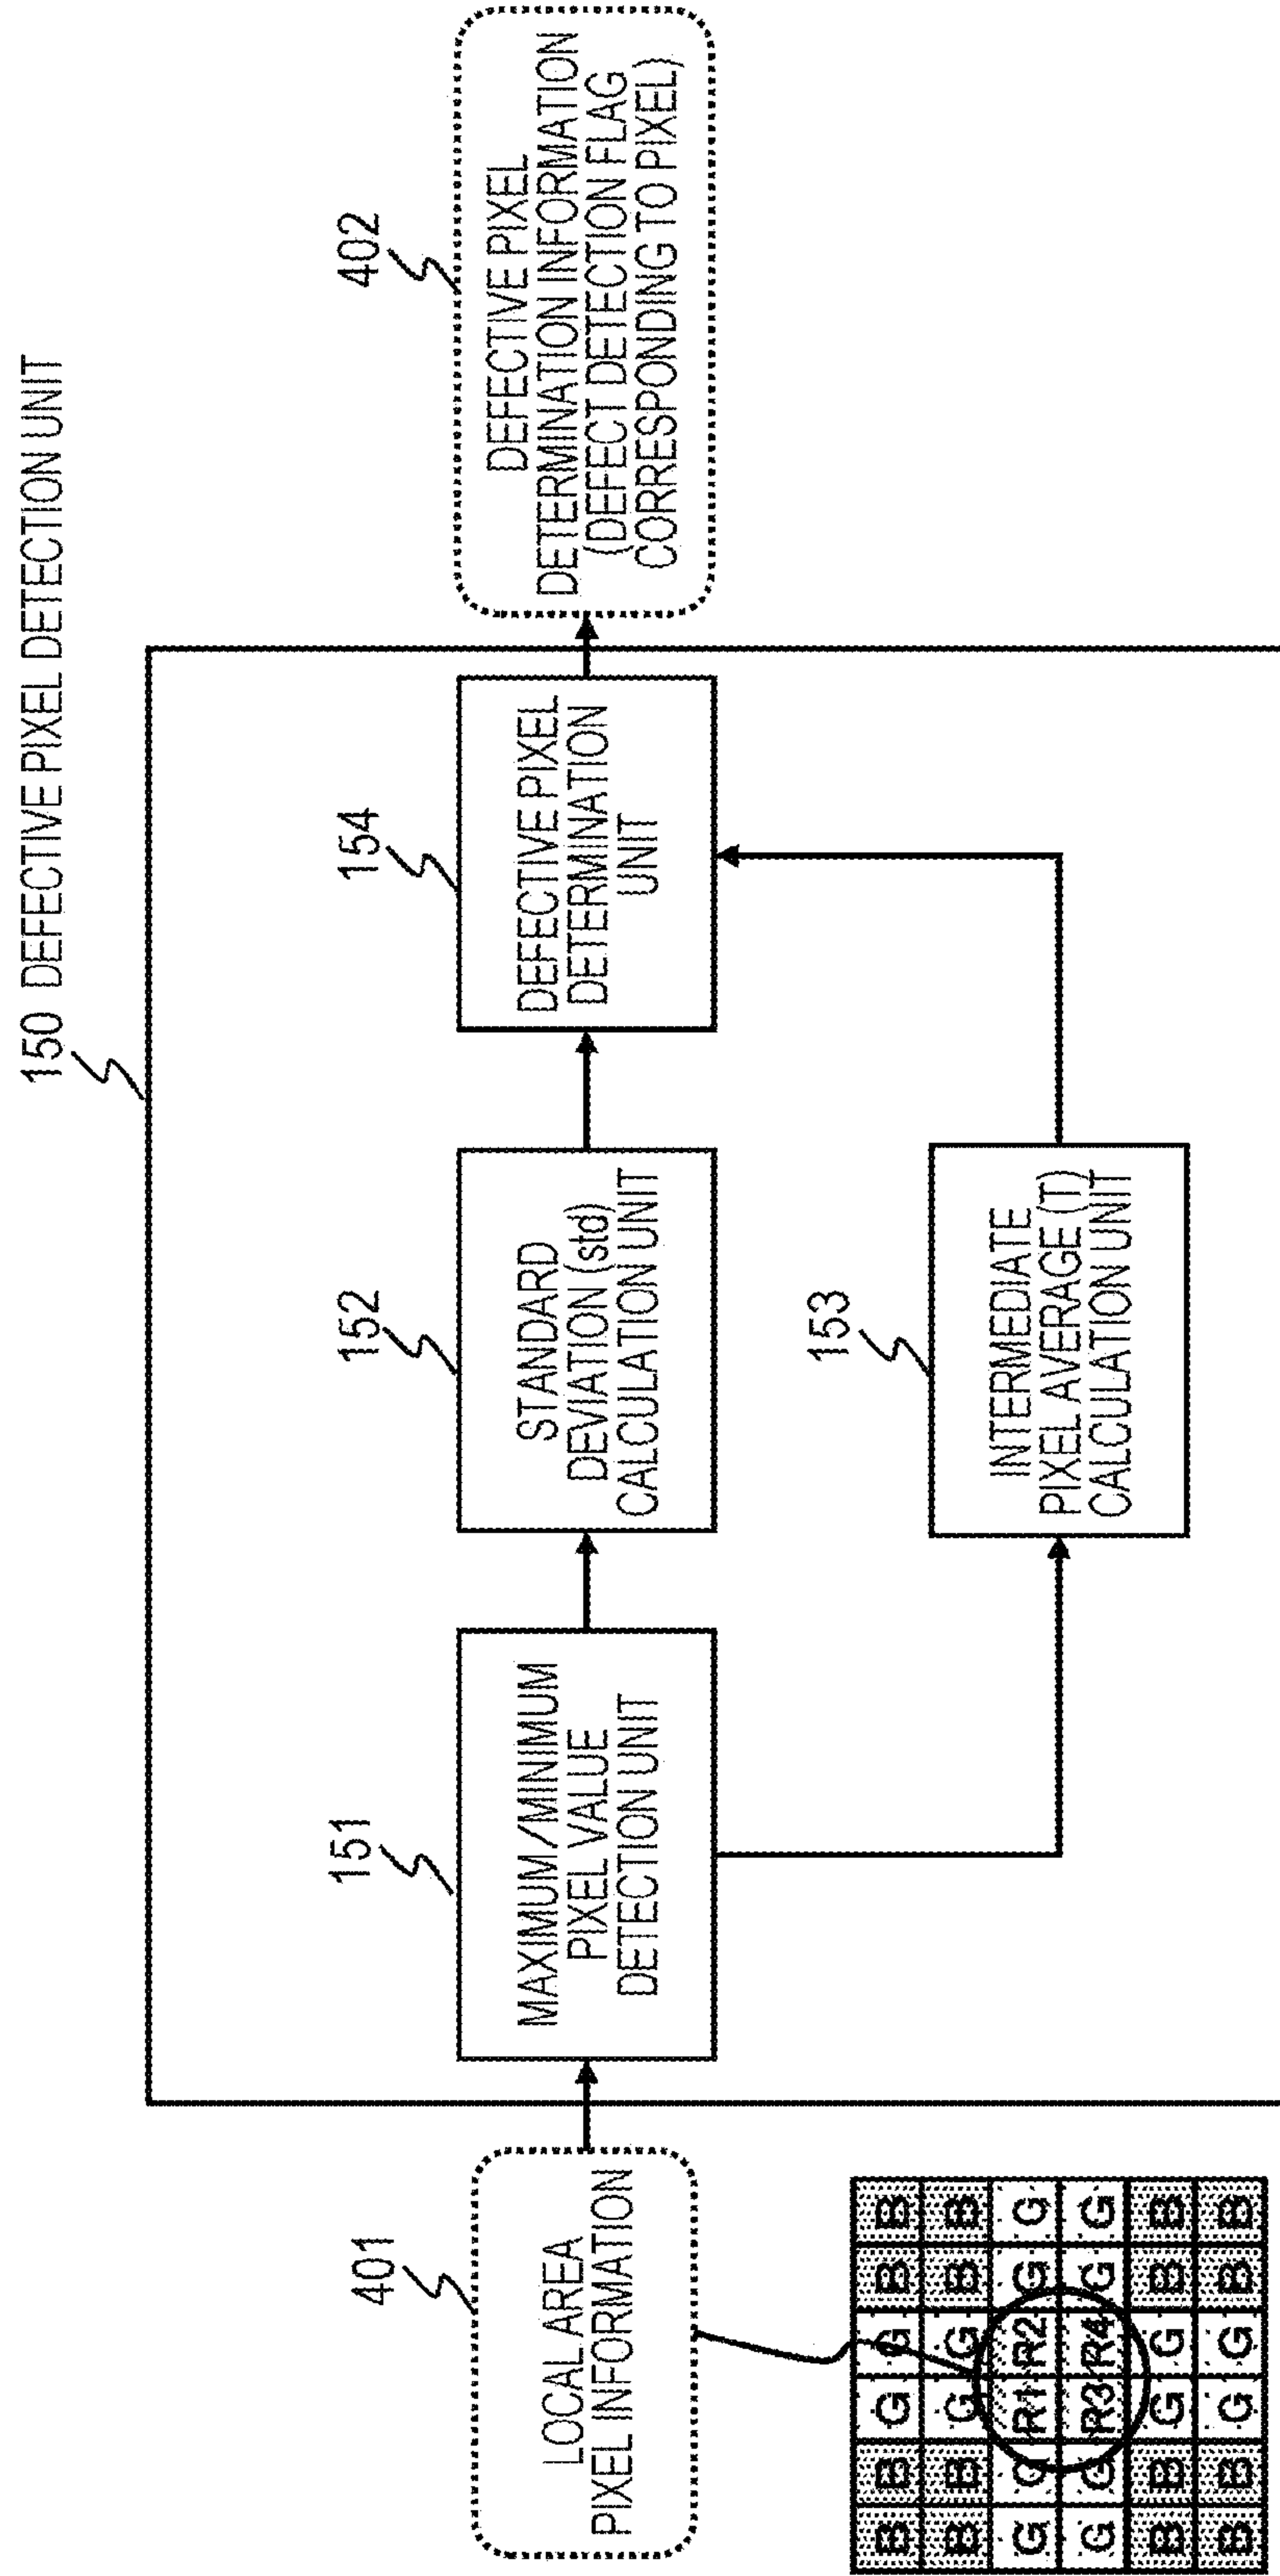 150 DEFECTIVE PIXEL DETECTION UNIT
401
LOCAL AREA
PIXEL INFORMATION
151
MAXIMUM/MINIMUM
PIXEL VALUE
DETECTION UNIT
152
STANDARD
DEVIATION (std)
CALCULATION UNIT
154
DEFECTIVE PIXEL
DETERMINATION
UNIT
402
DEFECTIVE PIXEL
DETERMINATION INFORMATION
(DEFECT DETECTION FLAG
CORRESPONDING TO PIXEL)
153
INTERMEDIATE
PIXEL AVERAGE (T)
CALCULATION UNIT
B B G G B B
B B G G B B
G G R1 R2 G G
G G R3 R4 G G
B B G G B B
B B G G B B